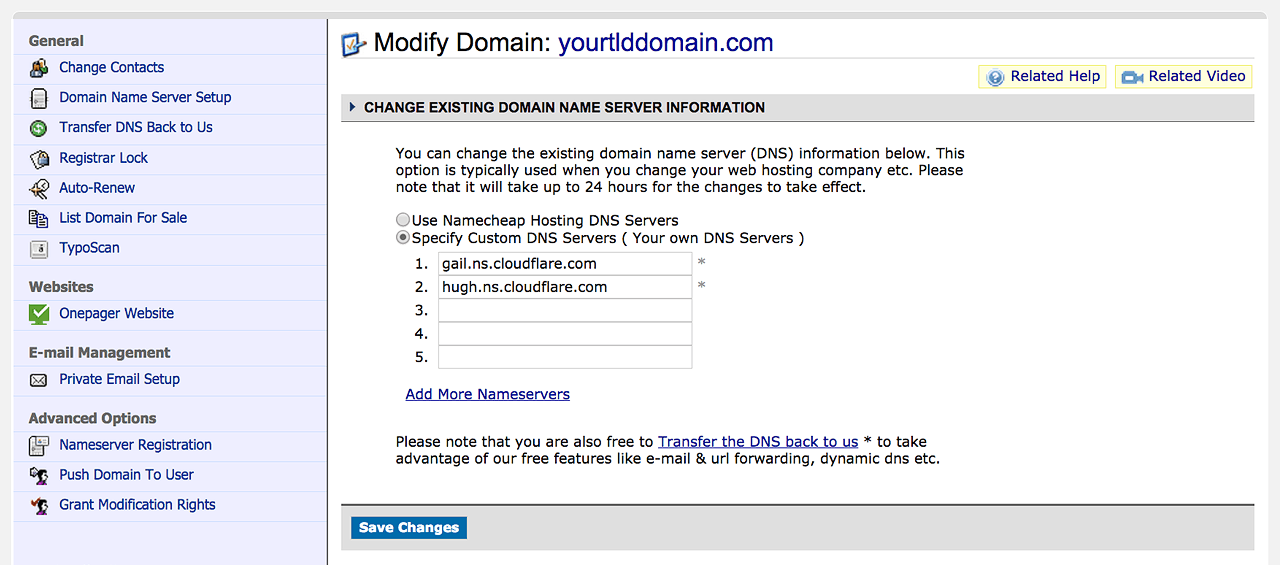 General
Change Contacts
Domain Name Server Setup
Transfer DNS Back to Us
Registrar Lock
Auto-Renew
List Domain For Sale
TypoScan
Websites
Onepager Website
E-mail Management
Private Email Setup
Advanced Options
Nameserver Registration
Push Domain To User
Grant Modification Rights
Modify Domain: yourtlddomain.com
Related Help
Related Video
CHANGE EXISTING DOMAIN NAME SERVER INFORMATION
You can change the existing domain name server (DNS) information below. This
option is typically used when you change your web hosting company etc. Please
note that it will take up to 24 hours for the changes to take effect.
Use Namecheap Hosting DNS Servers
Specify Custom DNS Servers ( Your own DNS Servers )
1. gail.ns.cloudflare.com *
2. hugh.ns.cloudflare.com *
3.
4.
5.
Add More Nameservers
Please note that you are also free to Transfer the DNS back to us * to take
advantage of our free features like e-mail & url forwarding, dynamic dns etc.
Save Changes